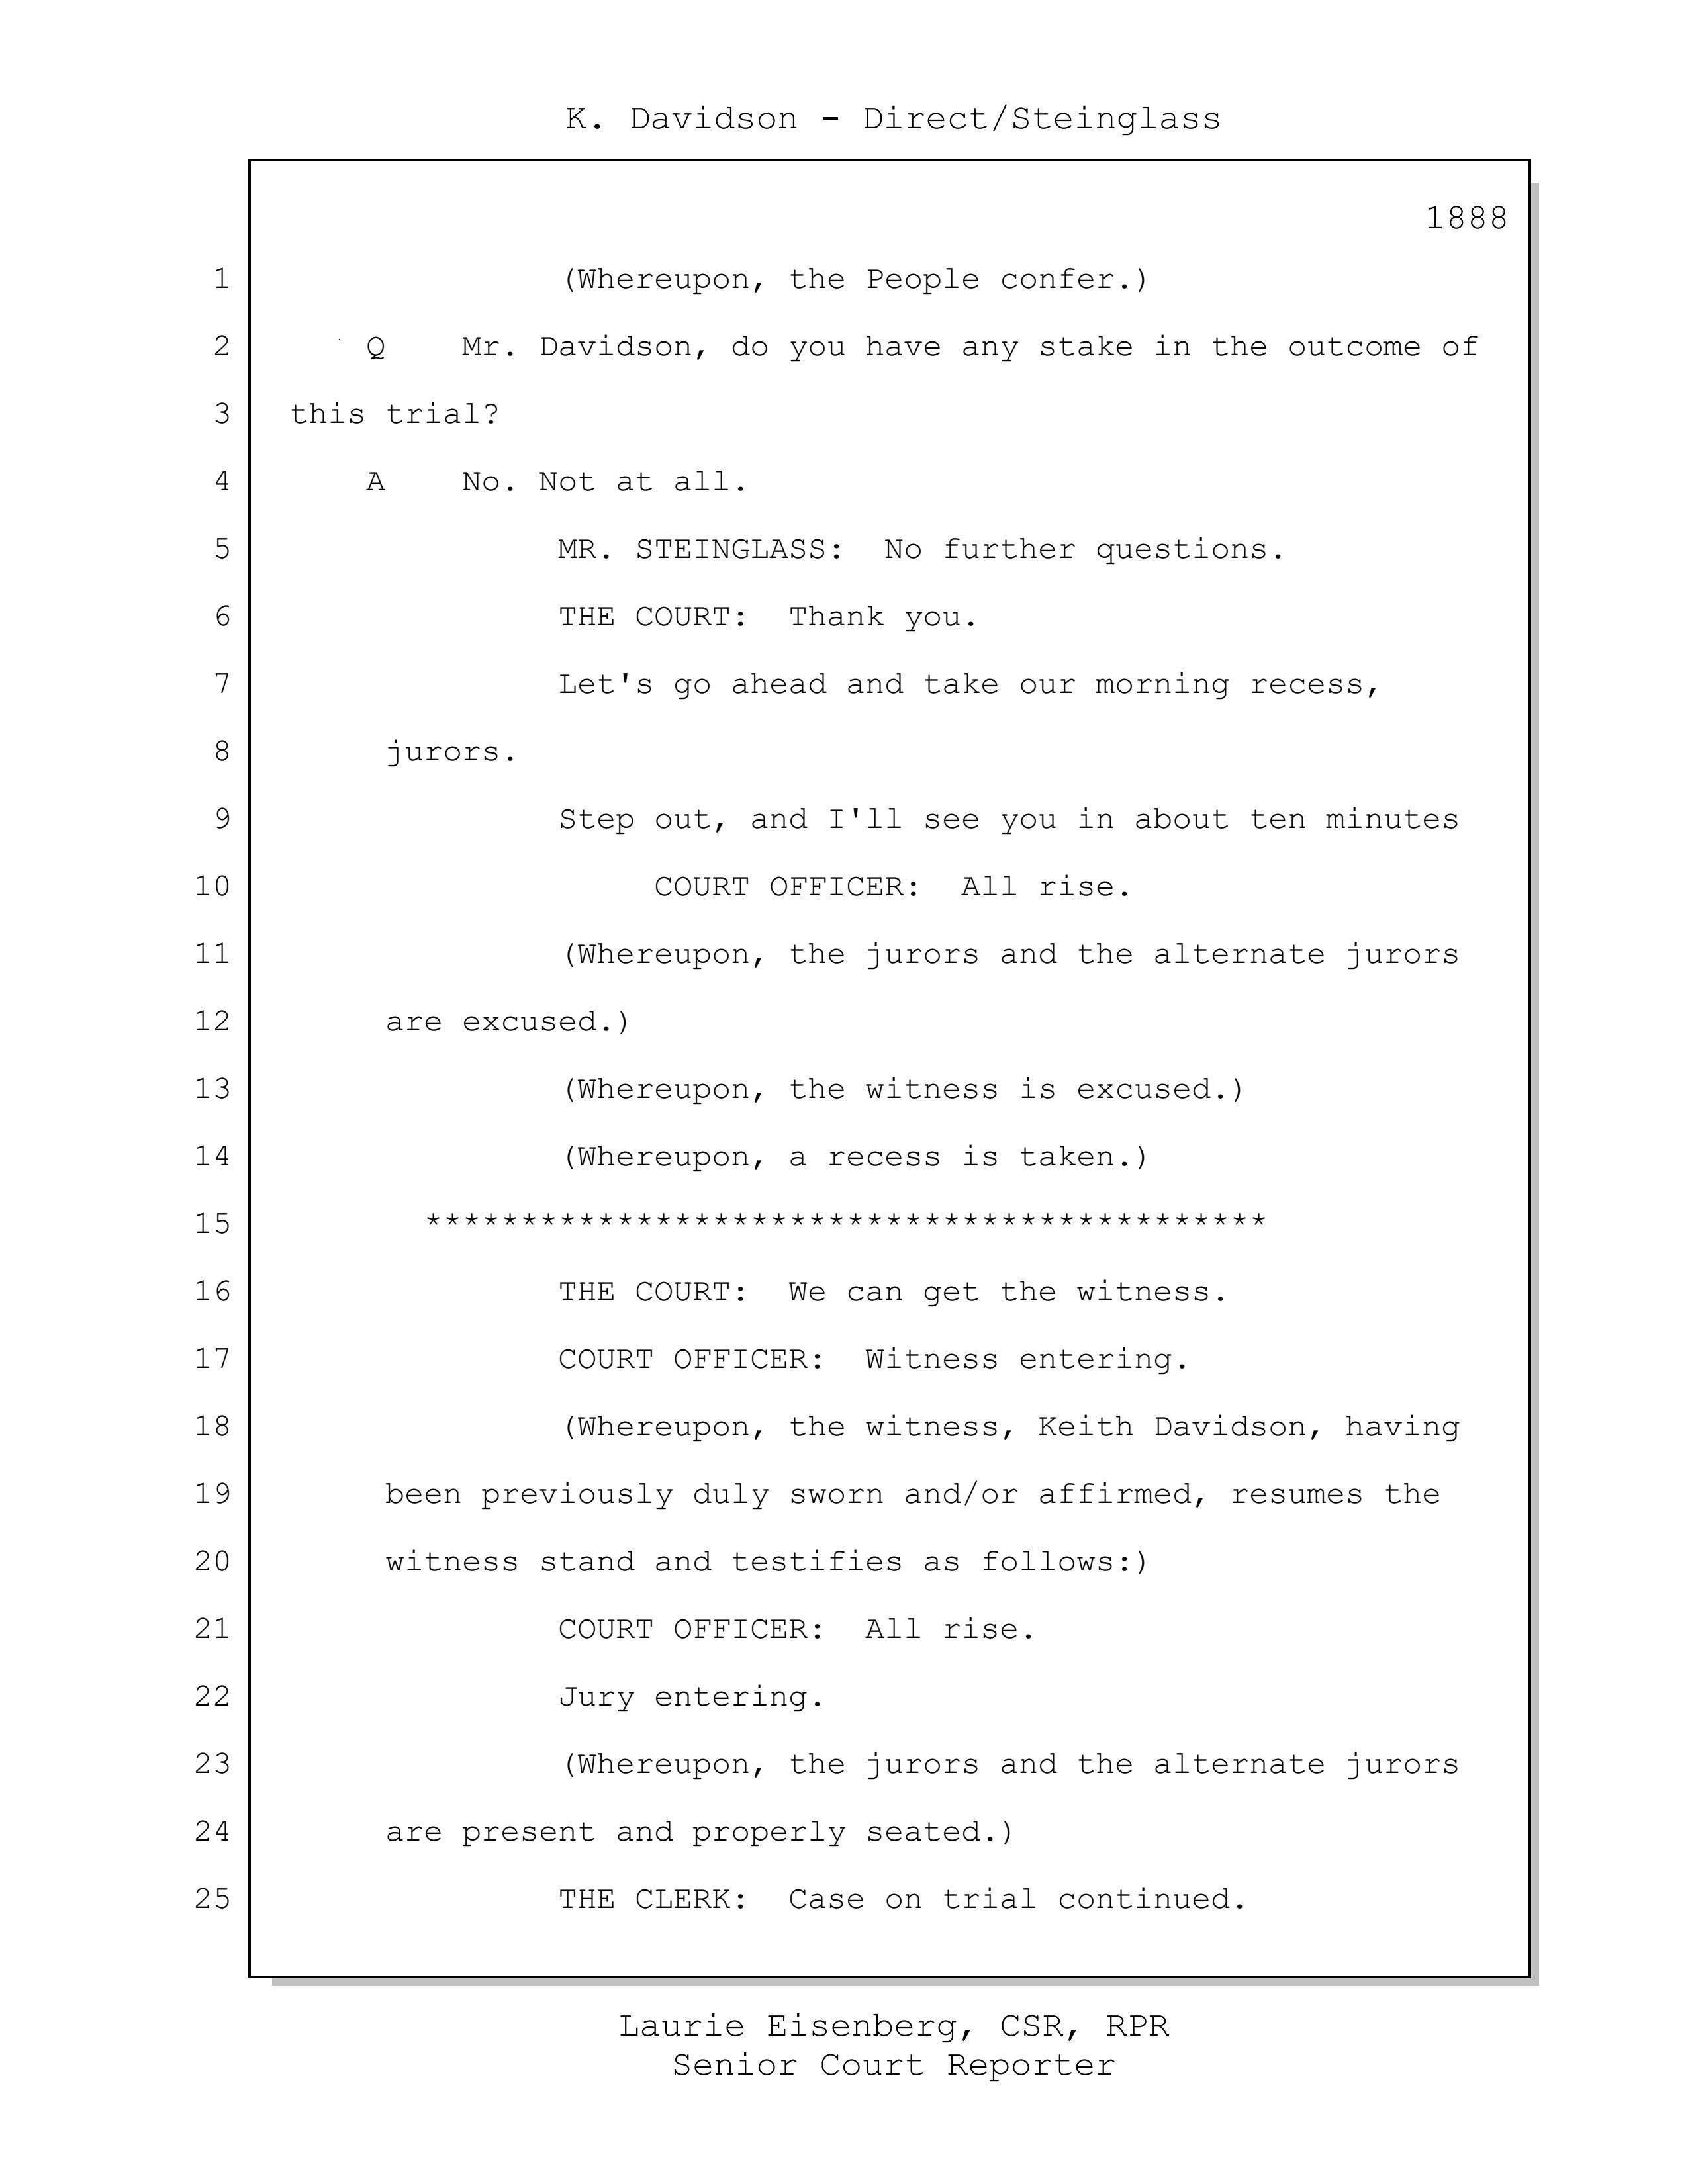 K. Davidson - Direct/Steinglass
1888
1 (Whereupon, the People confer.)
2 Q Mr. Davidson, do you have any stake in the outcome of
3 this trial?
4 A No. Not at all.
5 MR. STEINGLASS: No further questions.
6 THE COURT: Thank you.
7 Let's go ahead and take our morning recess,
8 jurors.
9 Step out, and I'll see you in about ten minutes
10 COURT OFFICER: All rise.
11 (Whereupon, the jurors and the alternate jurors
12 are excused.)
13 (Whereupon, the witness is excused.)
14 (Whereupon, a recess is taken.)
15 ********************************************
16 THE COURT: We can get the witness.
17 COURT OFFICER: Witness entering.
18 (Whereupon, the witness, Keith Davidson, having
19 been previously duly sworn and/or affirmed, resumes the
20 witness stand and testifies as follows:)
21 COURT OFFICER: All rise.
22 Jury entering.
23 (Whereupon, the jurors and the alternate jurors
24 are present and properly seated.)
25 THE CLERK: Case on trial continued.
Laurie Eisenberg, CSR, RPR
Senior Court Reporter